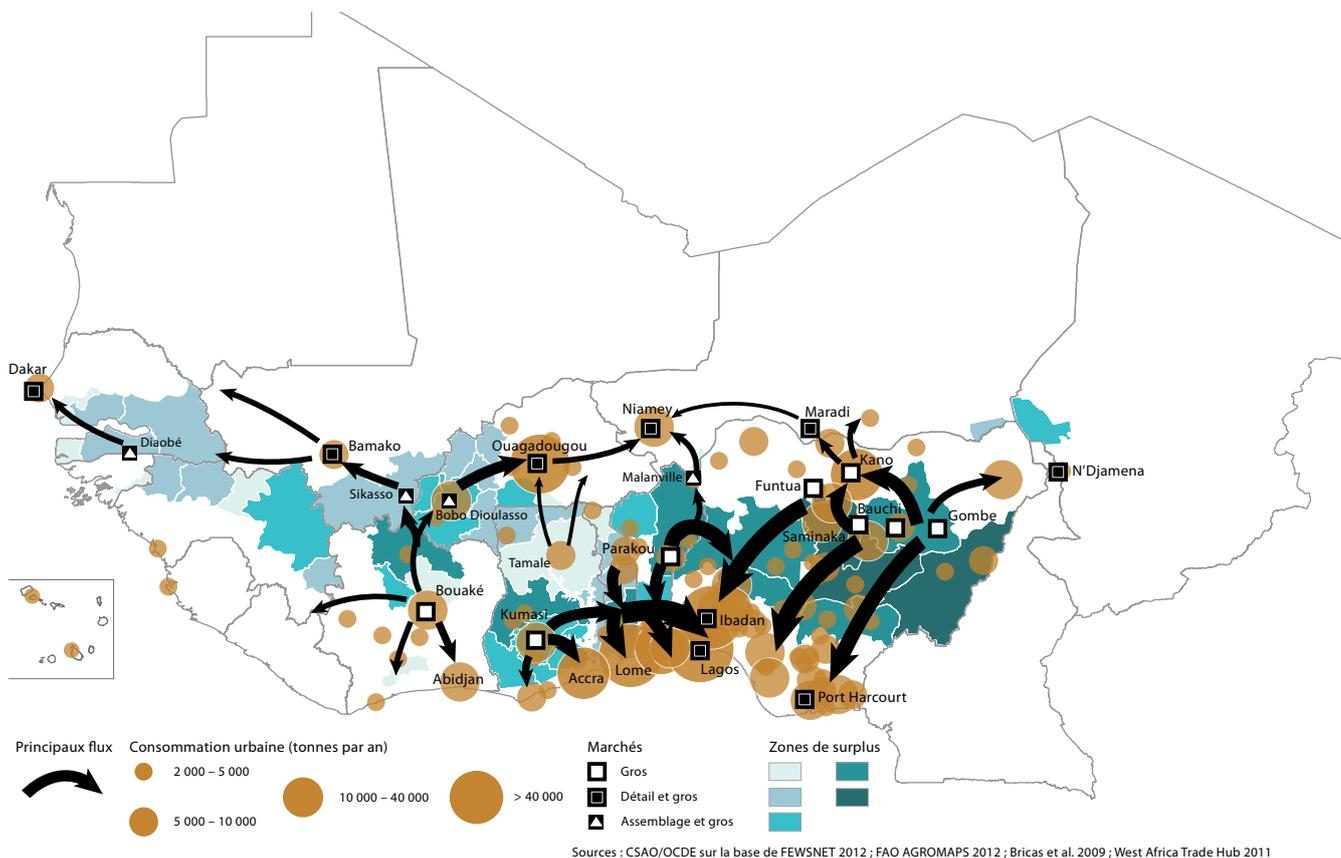 Dakar
Diaobé
Bamako
Sikasso
Bobo Dioulasso
Ouagadougou
Niamey
Maradi
Malanville
Kano
Funtua
Bauchi
Gombe
N'Djamena
Saminaka
Parakou
Tamale
Bouaké
Kumasi
Ibadan
Abidjan
Accra
Lome
Lagos
Port Harcourt
Principaux flux
Consommation urbaine (tonnes par an)
2 000 – 5 000
5 000 – 10 000
10 000 – 40 000
> 40 000
Marchés
Gros
Détail et gros
Assemblage et gros
Zones de surplus
Sources : CSAO/OCDE sur la base de FEWSNET 2012 ; FAO AGROMAPS 2012 ; Bricas et al. 2009 ; West Africa Trade Hub 2011